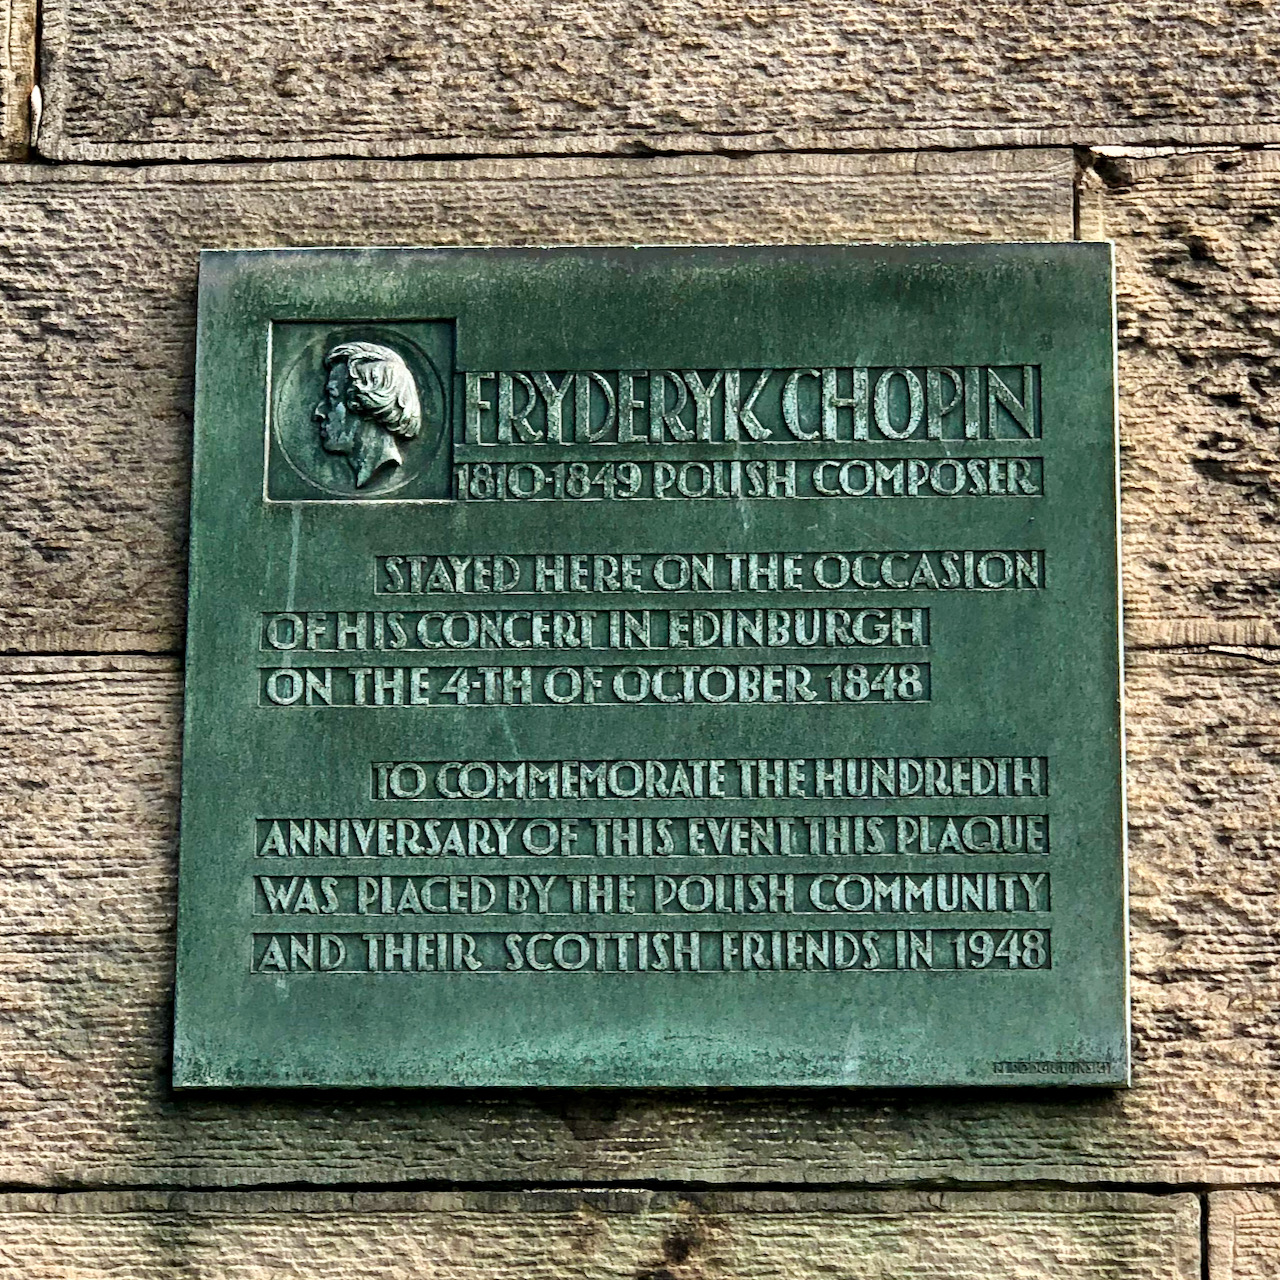 FRYDERYK CHOPIN
1810-1849 POLISH COMPOSER
STAYED HERE ON THE OCCASION
OF HIS CONCERT IN EDINBURGH
ON THE 4-TH OF OCTOBER 1848
TO COMMEMORATE THE HUNDREDTH
ANNIVERSARY OF THIS EVENT THIS PLAQUE
WAS PLACED BY THE POLISH COMMUNITY
AND THEIR SCOTTISH FRIENDS IN 1948